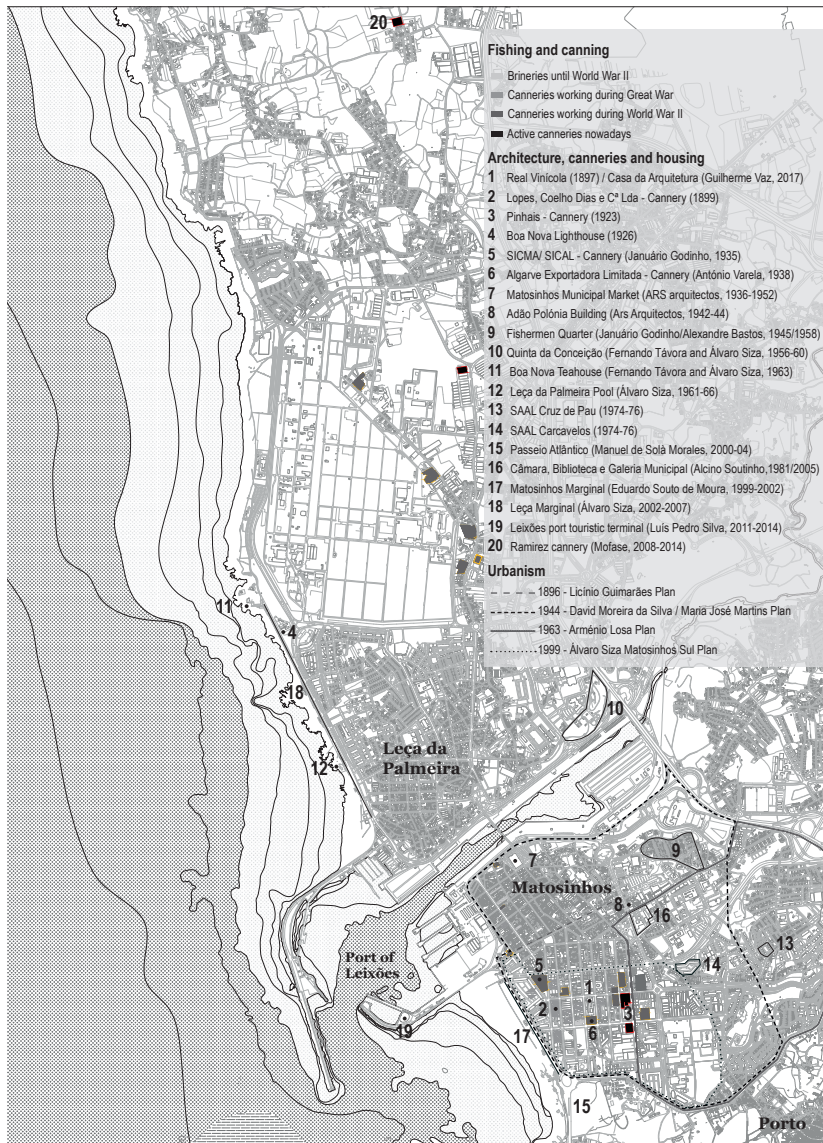 20
Fishing and canning
Brineries until World War II
Canneries working during Great War
Canneries working during World War II
Active canneries nowadays
Architecture, canneries and housing
1 Real Vinícola (1897) / Casa da Arquitetura (Guilherme Vaz, 2017)
2 Lopes, Coelho Dias e Cª Lda - Cannery (1899)
3 Pinhais - Cannery (1923)
4 Boa Nova Lighthouse (1926)
5 SICMA/ SICAL - Cannery (Januário Godinho, 1935)
6 Algarve Exportadora Limitada - Cannery (António Varela, 1938)
7 Matosinhos Municipal Market (ARS arquitectos, 1936-1952)
8 Adão Polónia Building (Ars Arquitectos, 1942-44)
9 Fishermen Quarter (Januário Godinho/Alexandre Bastos, 1945/1958)
10 Quinta da Conceição (Fernando Távora and Álvaro Siza, 1956-60)
11 Boa Nova Teahouse (Fernando Távora and Álvaro Siza, 1963)
12 Leça da Palmeira Pool (Álvaro Siza, 1961-66)
13 SAAL Cruz de Pau (1974-76)
14 SAAL Carcavelos (1974-76)
15 Passeio Atlântico (Manuel de Solà Morales, 2000-04)
16 Câmara, Biblioteca e Galeria Municipal (Alcino Soutinho,1981/2005)
17 Matosinhos Marginal (Eduardo Souto de Moura, 1999-2002)
18 Leça Marginal (Álvaro Siza, 2002-2007)
19 Leixões port touristic terminal (Luís Pedro Silva, 2011-2014)
20 Ramirez cannery (Mofase, 2008-2014)
Urbanism
1896 - Licínio Guimarães Plan
1944 - David Moreira da Silva / Maria José Martins Plan
1963 - Arménio Losa Plan
1999 - Álvaro Siza Matosinhos Sul Plan
11
4
18
10
Leça da
Palmeira
12
7
9
Matosinhos
8
16
13
Port of
Leixões
14
5
1
2
3
19
17
6
15
Porto